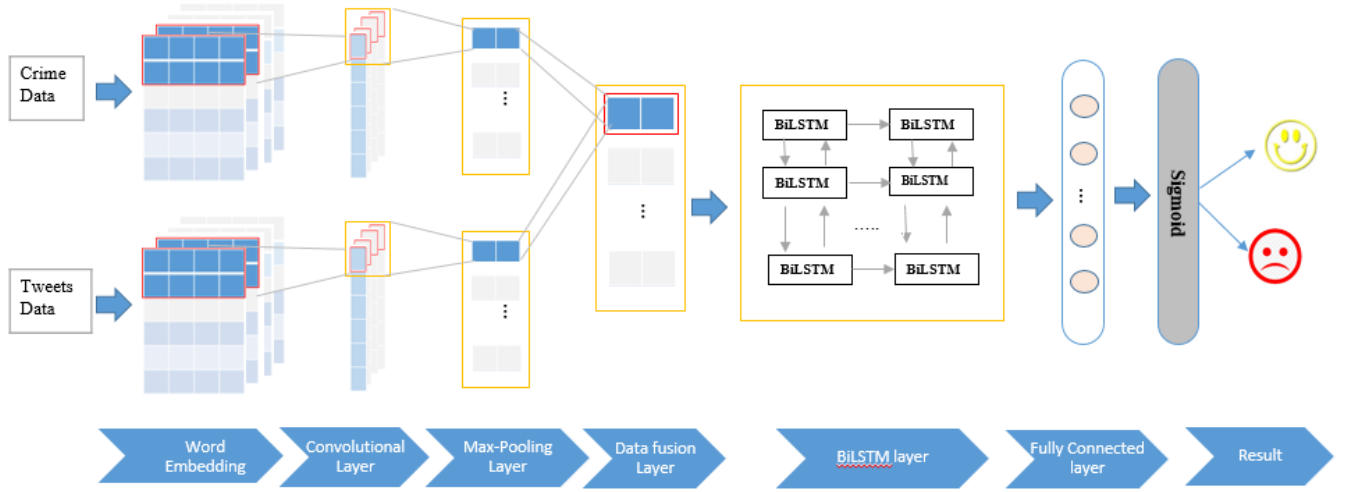 Crime
Data
Tweets
Data
BiLSTM
BiLSTM
BiLSTM
BiLSTM
.....
BiLSTM
BiLSTM
Sigmoid
Word
Embedding
Convolutional
Layer
Max-Pooling
Layer
Data fusion
Layer
BiLSTM layer
Fully Connected
layer
Result